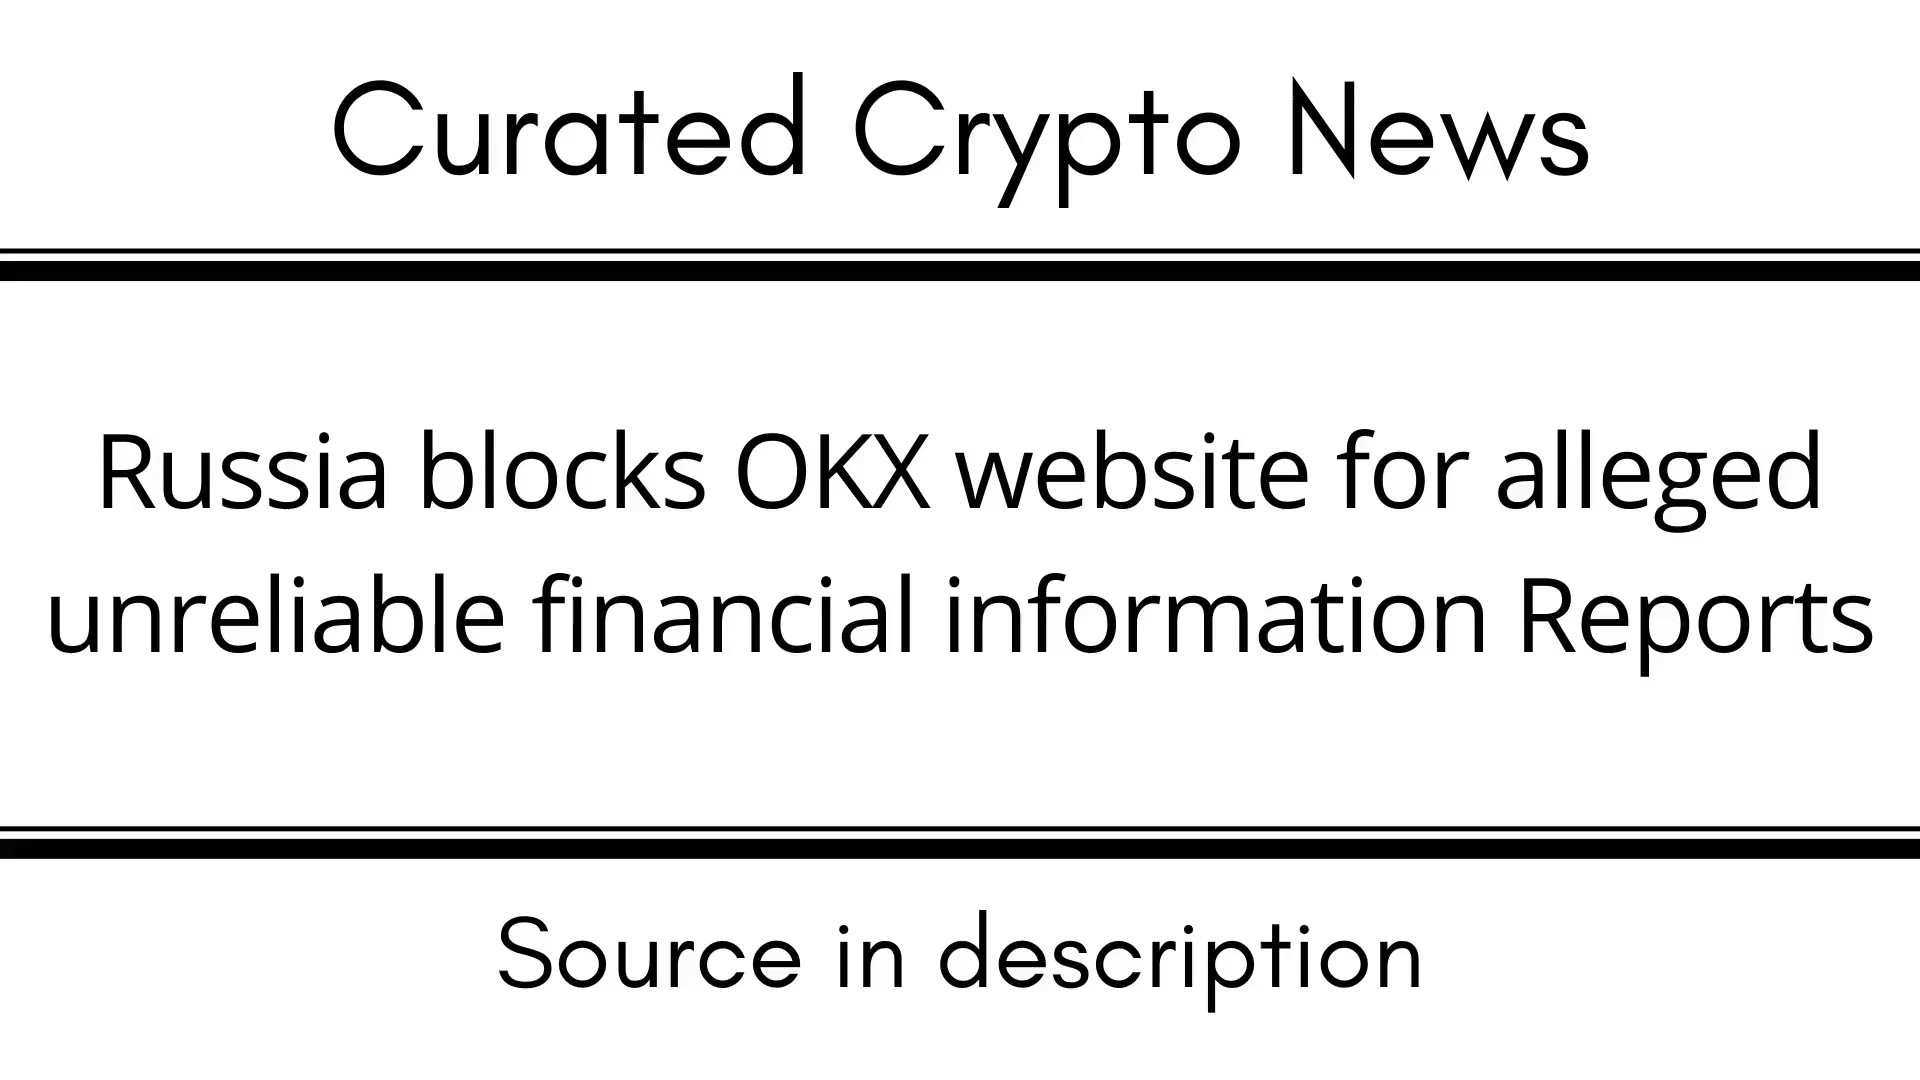 Curated Crypto News
Russia blocks OKX website for alleged
unreliable financial information Reports
Source in description